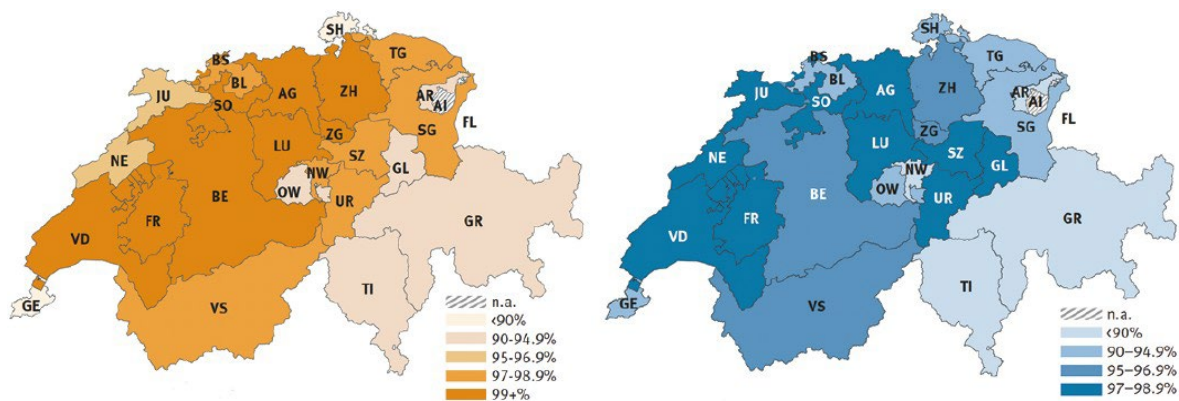 SH
BS
TG
BL
JU
SO
AG
ZH
AR
AI
ZG
SG
FL
NE
LU
SZ
GL
NW
OW
BE
UR
FR
GR
VD
VS
TI
GE
n.a.
<90%
90-94.9%
95-96.9%
97-98.9%
99+%
SH
BS
TG
BL
JU
SO
AG
ZH
AR
AI
ZG
SG
FL
NE
LU
SZ
GL
NW
OW
BE
UR
FR
GR
VD
VS
TI
GE
n.a.
<90%
90–94.9%
95–96.9%
97–98.9%